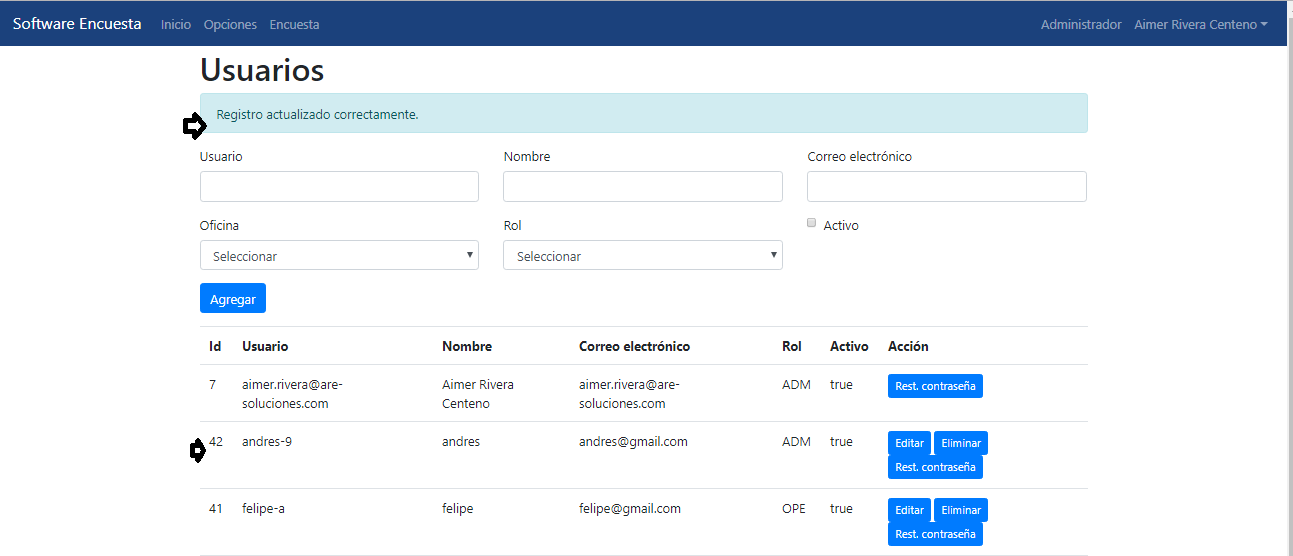 Software Encuesta Inicio Opciones Encuesta Administrador Aimer Rivera Centeno
Usuarios
Registro actualizado correctamente.
Usuario Nombre Correo electrónico
Oficina Rol Activo
Seleccionar Seleccionar
Agregar
Id Usuario Nombre Correo electrónico Rol Activo Acción
7 aimer.rivera@are- Aimer Rivera aimer.rivera@are- ADM true Rest. contraseña
soluciones.com Centeno soluciones.com
42 andres-9 andres andres@gmail.com ADM true Editar Eliminar
Rest. contraseña
41 felipe-a felipe felipe@gmail.com OPE true Editar Eliminar
Rest. contraseña